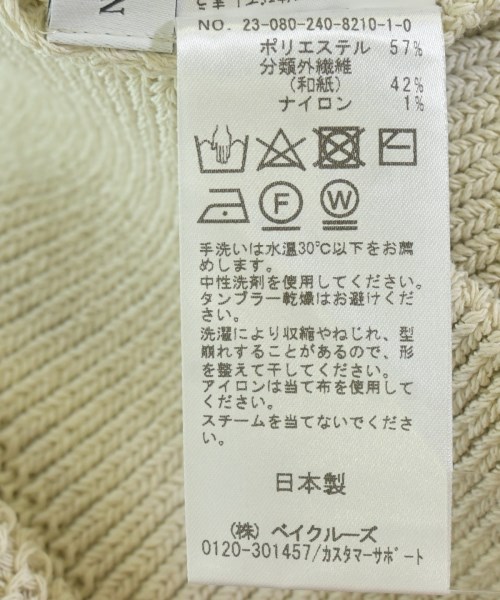 N
NO. 23-080-240-8210-1-0
ポリエステル 57%
分類外繊維
(和紙) 42%
ナイロン 1%
F W
手洗いは水温30℃以下をお薦
めします。
中性洗剤を使用してください。
タンブラー乾燥はお避けくだ
さい。
洗濯により収縮やねじれ、型
崩れすることがあるので、形
を整えて干してください。
アイロンは当て布を使用して
ください。
スチームを当てないでくださ
い。
日本製
(株) ベイクルーズ
0120-301457/カスタマーサポート